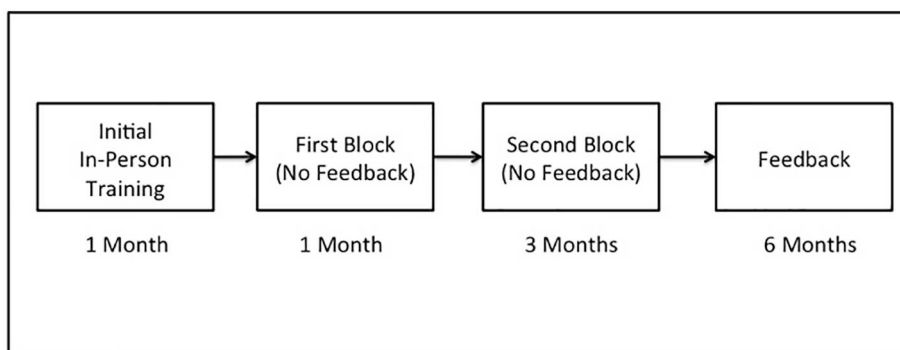 Initial
In-Person
Training
First Block
(No Feedback)
Second Block
(No Feedback)
Feedback
1 Month
1 Month
3 Months
6 Months